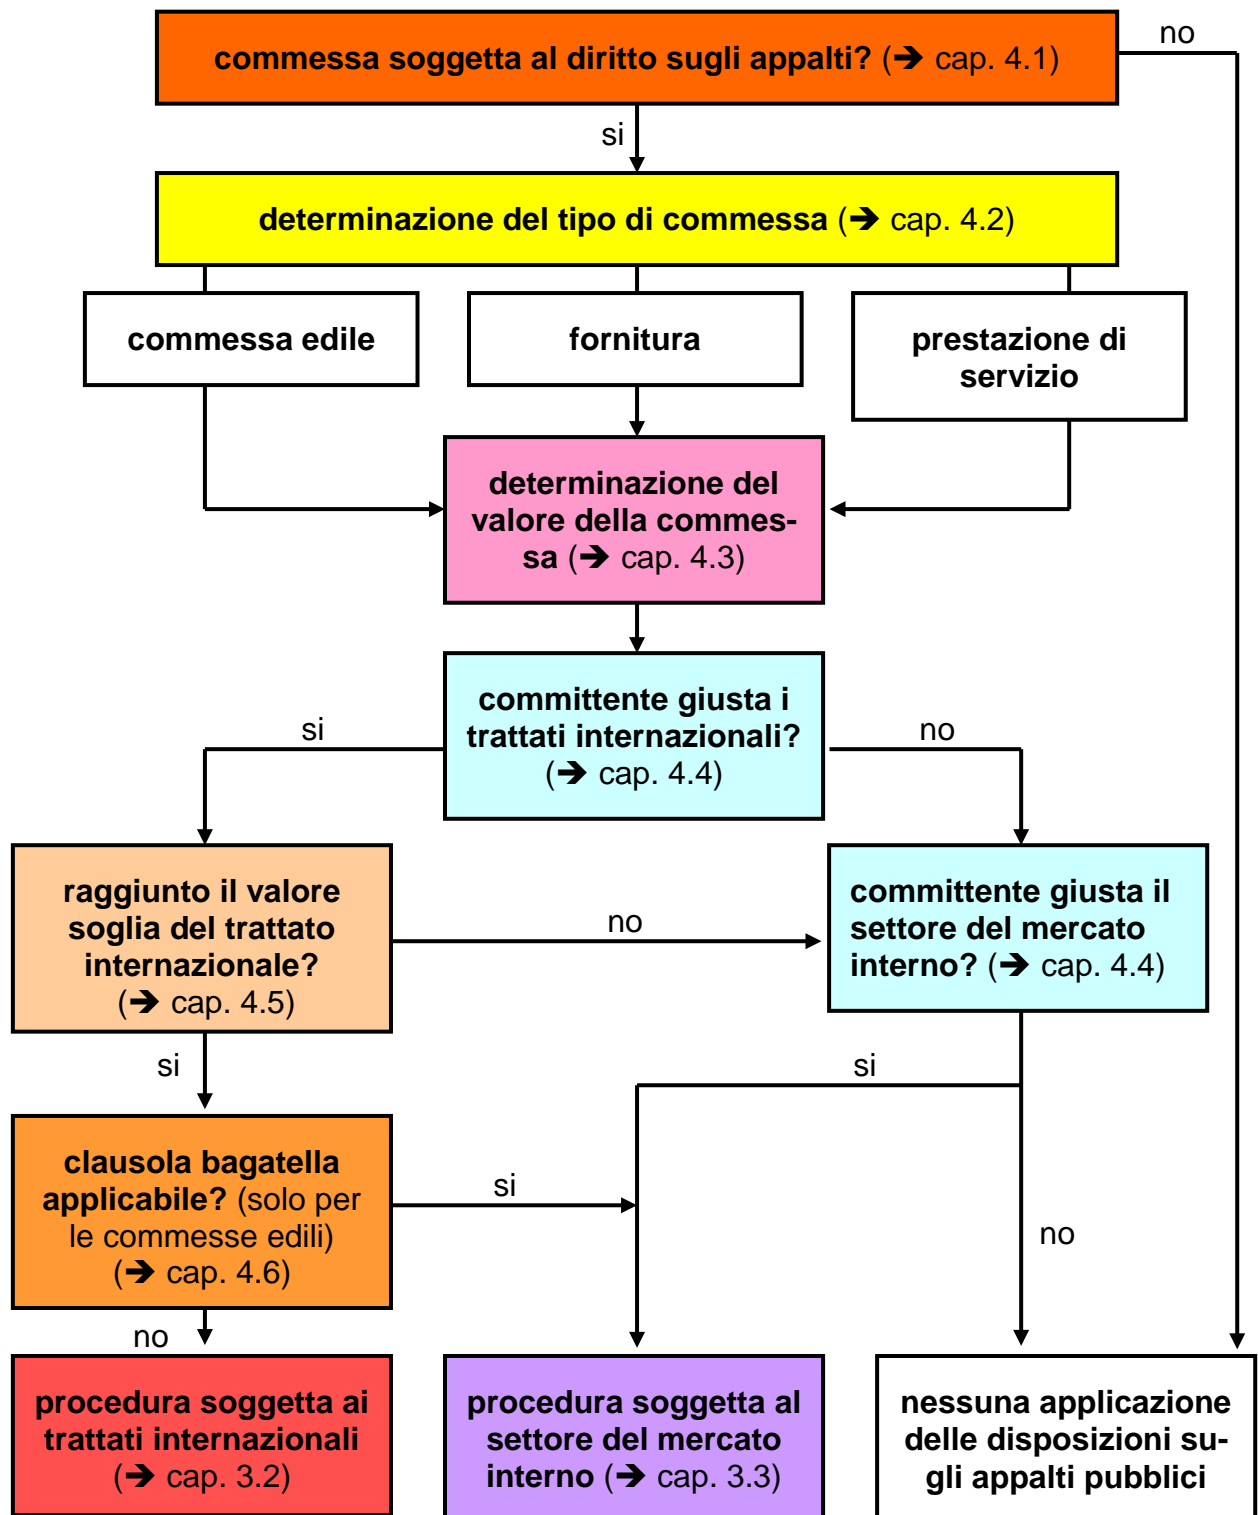 no
commessa soggetta al diritto sugli appalti? (➔ cap. 4.1)
si
determinazione del tipo di commessa (➔ cap. 4.2)
commessa edile
fornitura
prestazione di
servizio
determinazione del
valore della commes-
sa (➔ cap. 4.3)
committente giusta i
trattati internazionali?
(➔ cap. 4.4)
si
no
raggiunto il valore
soglia del trattato
internazionale?
(➔ cap. 4.5)
no
committente giusta il
settore del mercato
interno? (➔ cap. 4.4)
si
si
clausola bagatella
applicabile? (solo per
le commesse edili)
(➔ cap. 4.6)
si
no
no
procedura soggetta ai
trattati internazionali
(➔ cap. 3.2)
procedura soggetta al
settore del mercato
interno (➔ cap. 3.3)
nessuna applicazione
delle disposizioni su-
gli appalti pubblici